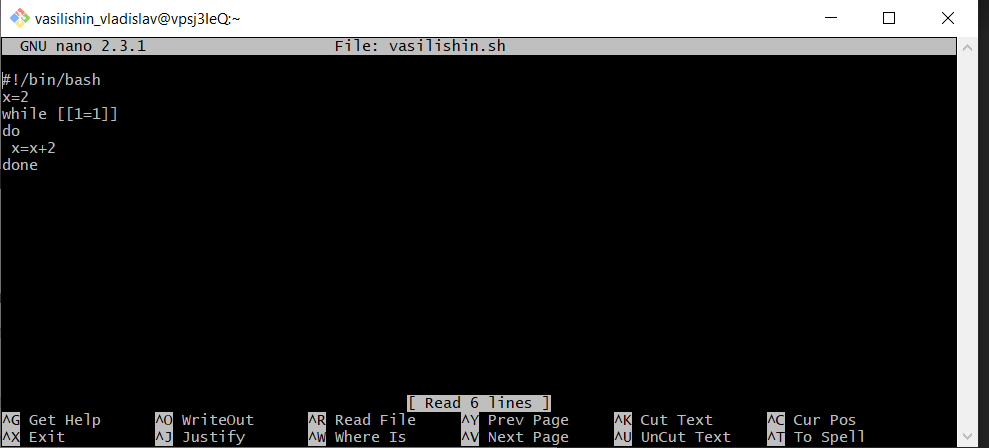 vasilishin_vladislav@vpsj3IeQ:~
GNU nano 2.3.1 File: vasilishin.sh
#!/bin/bash
x=2
while [[1=1]]
do
 x=x+2
done
[ Read 6 lines ]
^G Get Help ^O WriteOut ^R Read File ^Y Prev Page ^K Cut Text ^C Cur Pos
^X Exit ^J Justify ^W Where Is ^V Next Page ^U UnCut Text ^T To Spell